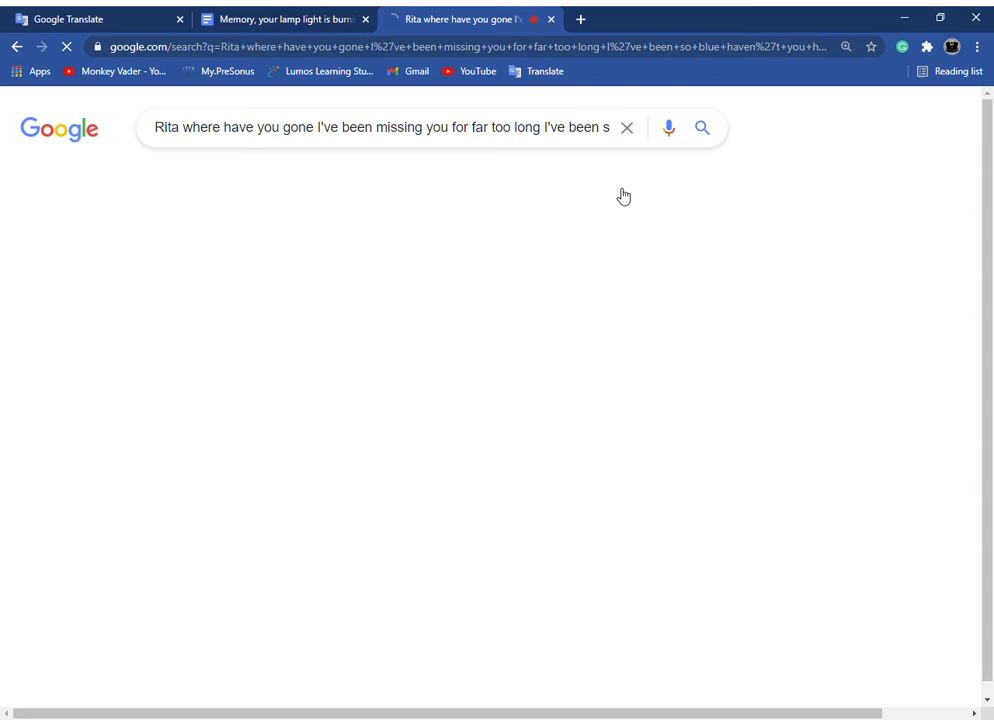 Google Translate
Memory, your lamp light is burni
Rita where have you gone I'v
google.com/search?q=Rita+where+have+you+gone+I%27ve+been+missing+you+for+far+too+long+I%27ve+been+so+blue+haven%27t+you+h...
Apps
Monkey Vader - Yo...
My.PreSonus
Lumos Learning Stu...
Gmail
YouTube
Translate
Reading list
Google
Rita where have you gone I've been missing you for far too long I've been s